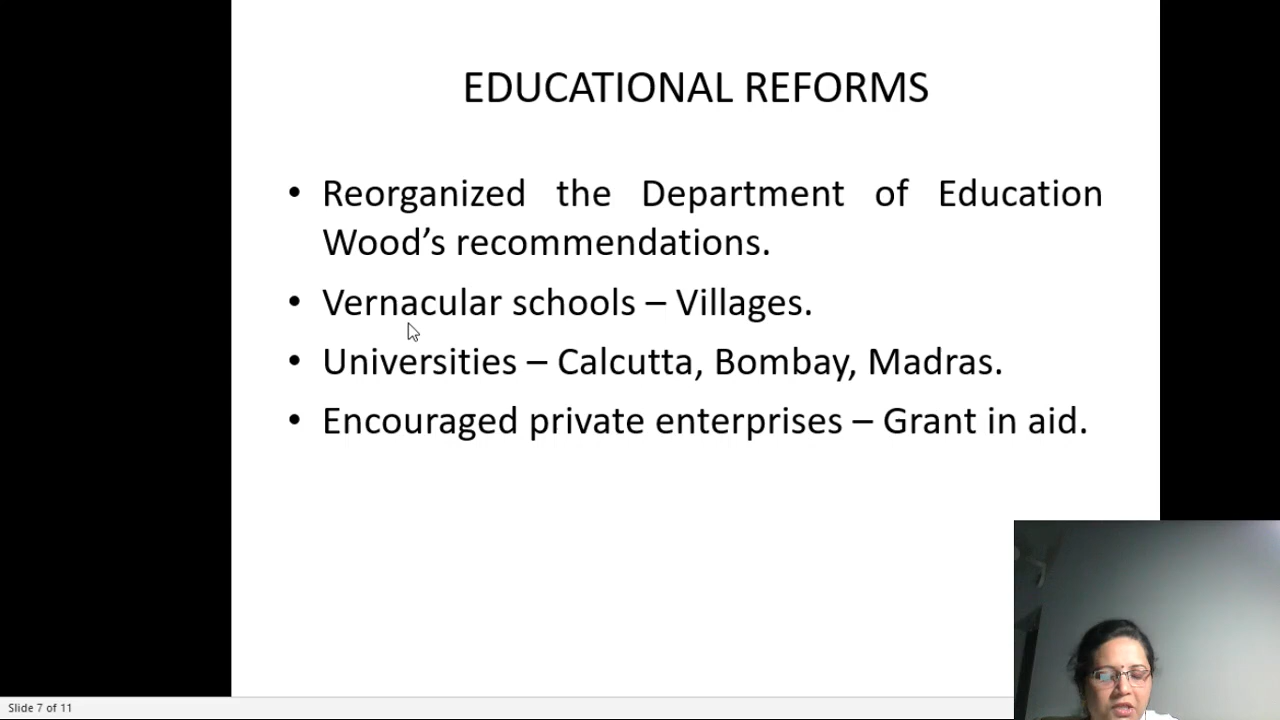 EDUCATIONAL REFORMS
• Reorganized the Department of Education
Wood’s recommendations.
• Vernacular schools – Villages.
• Universities – Calcutta, Bombay, Madras.
• Encouraged private enterprises – Grant in aid.
Slide 7 of 11